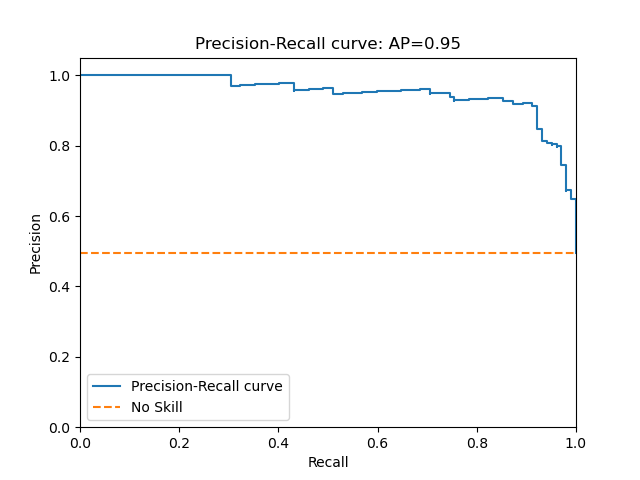 Precision-Recall curve: AP=0.95
1.0
0.8
0.6
0.4
0.2
0.0
Precision
Precision-Recall curve
No Skill
0.0 0.2 0.4 0.6 0.8 1.0
Recall